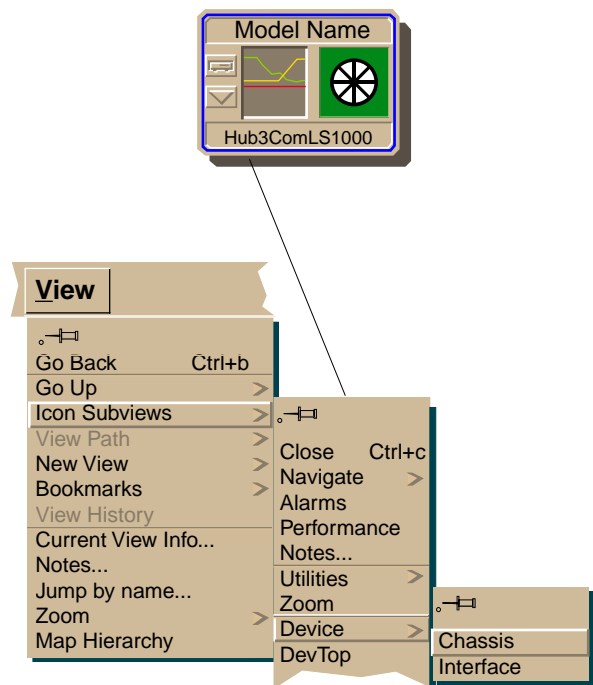 Model Name
Hub3ComLS1000
View
Go Back Ctrl+b
Go Up
Icon Subviews
View Path
New View
Bookmarks
View History
Current View Info...
Notes...
Jump by name...
Zoom
Map Hierarchy
Close Ctrl+c
Navigate
Alarms
Performance
Notes...
Utilities
Zoom
Device
DevTop
Chassis
Interface